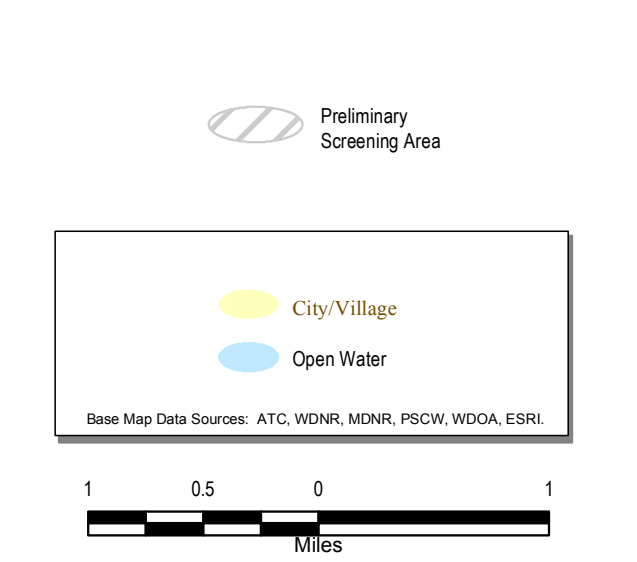 Preliminary
Screening Area
City/Village
Open Water
Base Map Data Sources: ATC, WDNR, MDNR, PSCW, WDOA, ESRI.
1 0.5 0 1
Miles